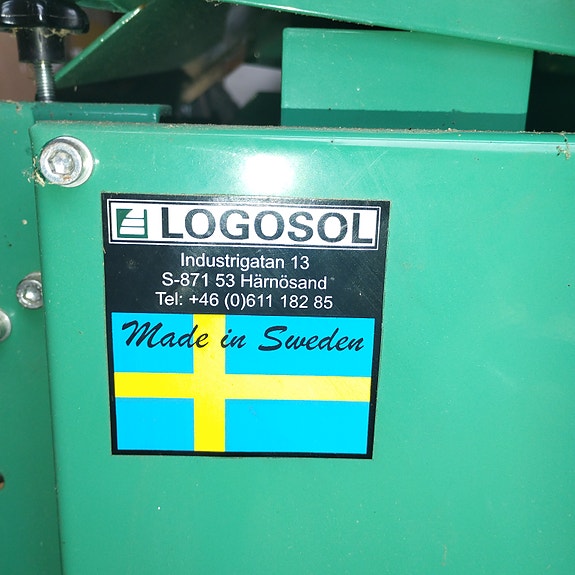 LOGOSOL
Industrigatan 13
S-871 53 Härnösand
Tel: +46 (0)611 182 85
Made in Sweden